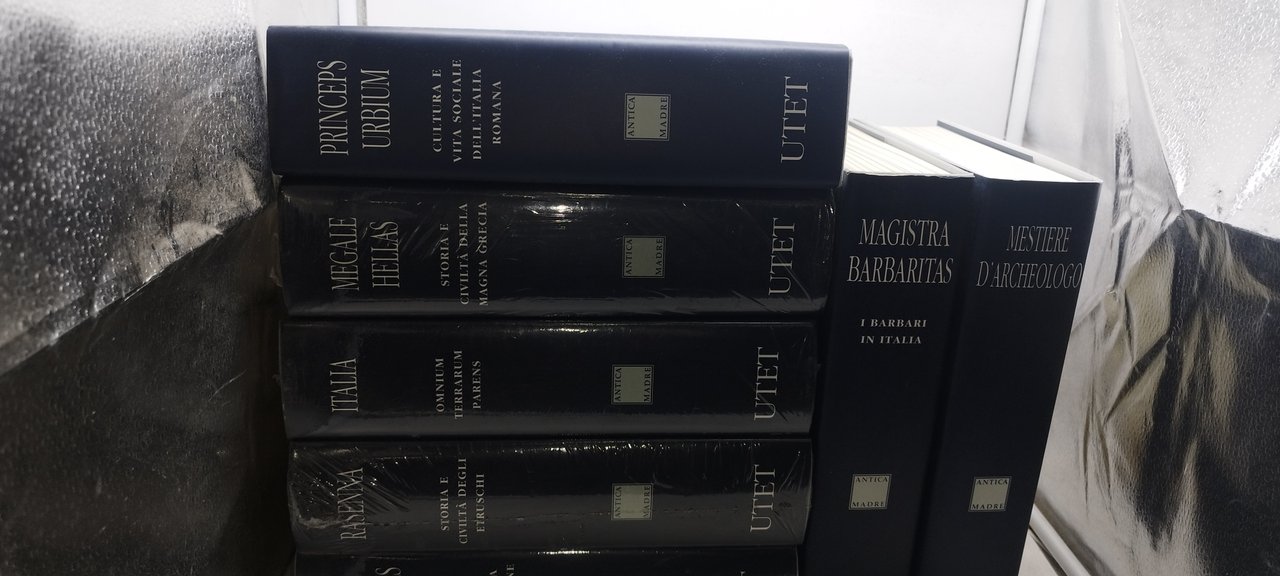 PRINCEPS
URBIUM
CULTURA E
VITA SOCIALE
DELL'ITALIA
ROMANA
ANTICA
MADRE
UTET
MEGALE
HELLAS
STORIA E
CIVILTÀ DELLA
MAGNA GRECIA
ANTICA
MADRE
UTET
ITALIA
OMNIUM
TERRARUM
PARENS
ANTICA
MADRE
UTET
RASENNA
STORIA E
CIVILTÀ DEGLI
ETRUSCHI
ANTICA
MADRE
UTET
MAGISTRA
BARBARITAS
I BARBARI
IN ITALIA
ANTICA
MADRE
MESTIERE
D'ARCHEOLOGO
ANTICA
MADRE